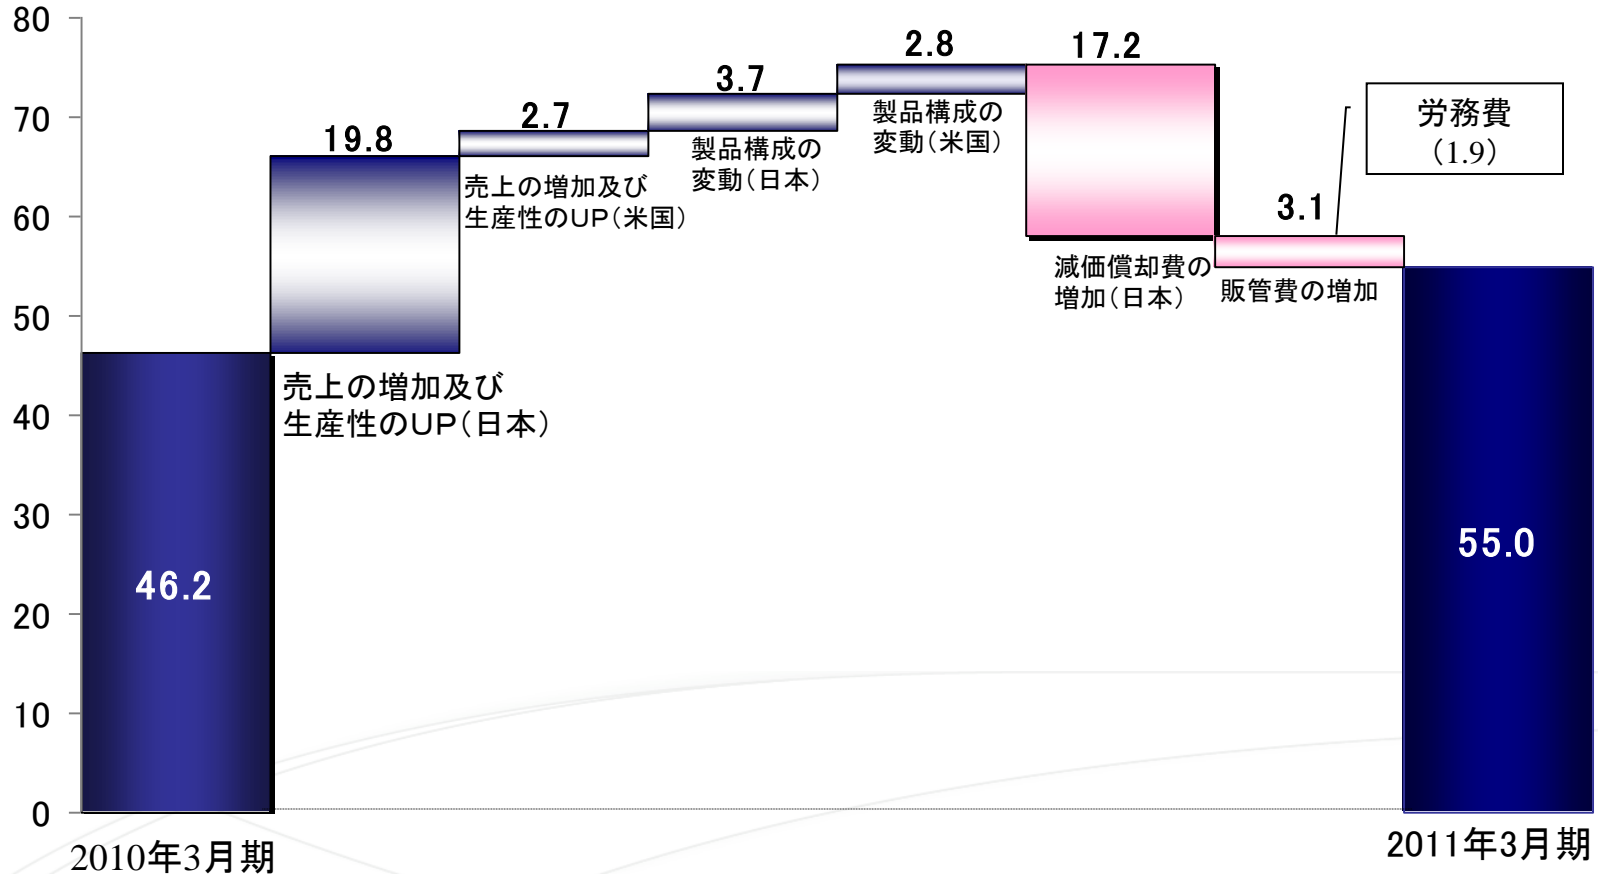 80
70
60
50
40
30
20
10
0
46.2
2010年3月期
19.8
売上の増加及び
生産性のUP（日本）
2.7
売上の増加及び
生産性のUP（米国）
3.7
製品構成の
変動（日本）
2.8
製品構成の
変動（米国）
17.2
減価償却費の
増加（日本）
3.1
販管費の増加
労務費
（1.9）
55.0
2011年3月期